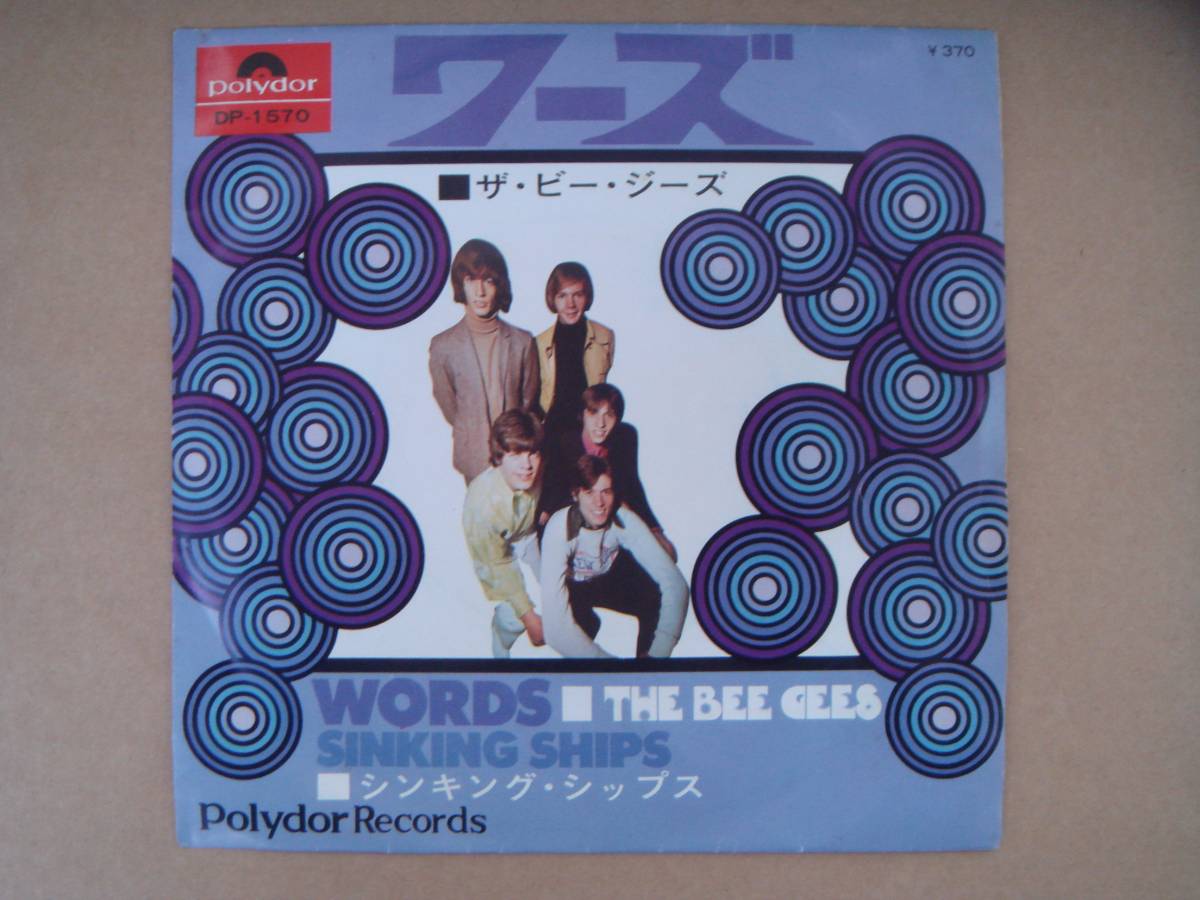 polydor
DP-1570
ワーズ
¥370
■ザ・ビー・ジーズ
WORDS ■ THE BEE GEES
SINKING SHIPS
■シンキング・シップス
Polydor Records